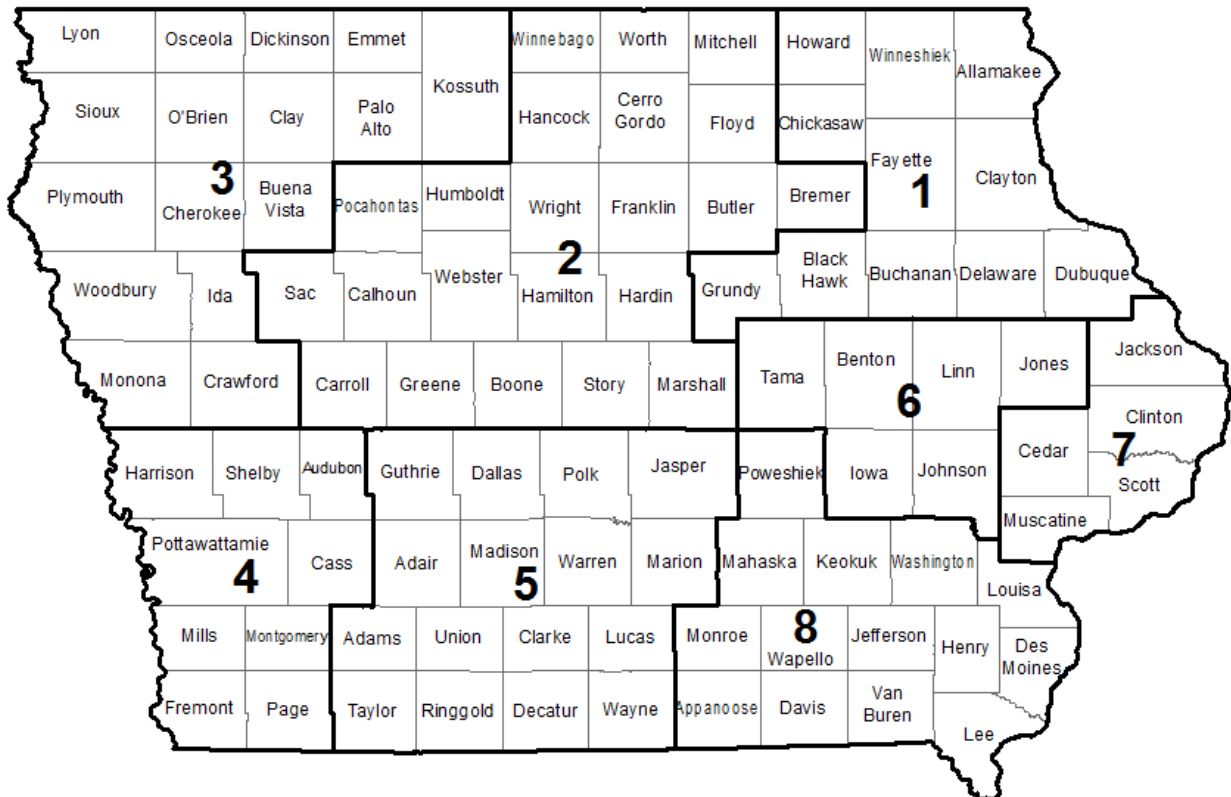 Lyon
Osceola
Dickinson
Emmet
Kossuth
Winnebago
Worth
Mitchell
Howard
Winneshiek
Allamakee
Sioux
O'Brien
Clay
Palo
Alto
Hancock
Cerro
Gordo
Floyd
Chickasaw
Fayette
1
Clayton
Plymouth
3
Cherokee
Buena
Vista
Pocahontas
Humboldt
Wright
Franklin
Butler
Bremer
Woodbury
Ida
Sac
Calhoun
Webster
2
Hamilton
Hardin
Grundy
Black
Hawk
Buchanan
Delaware
Dubuque
Monona
Crawford
Carroll
Greene
Boone
Story
Marshall
Tama
Benton
Linn
Jones
Jackson
6
Clinton
Harrison
Shelby
Audubon
Guthrie
Dallas
Polk
Jasper
Poweshiek
Iowa
Johnson
Cedar
7
Scott
Muscatine
Pottawattamie
4
Cass
Adair
Madison
5
Warren
Marion
Mahaska
Keokuk
Washington
Louisa
Mills
Montgomery
Adams
Union
Clarke
Lucas
Monroe
8
Wapello
Jefferson
Henry
Des
Moines
Fremont
Page
Taylor
Ringgold
Decatur
Wayne
Appanoose
Davis
Van
Buren
Lee